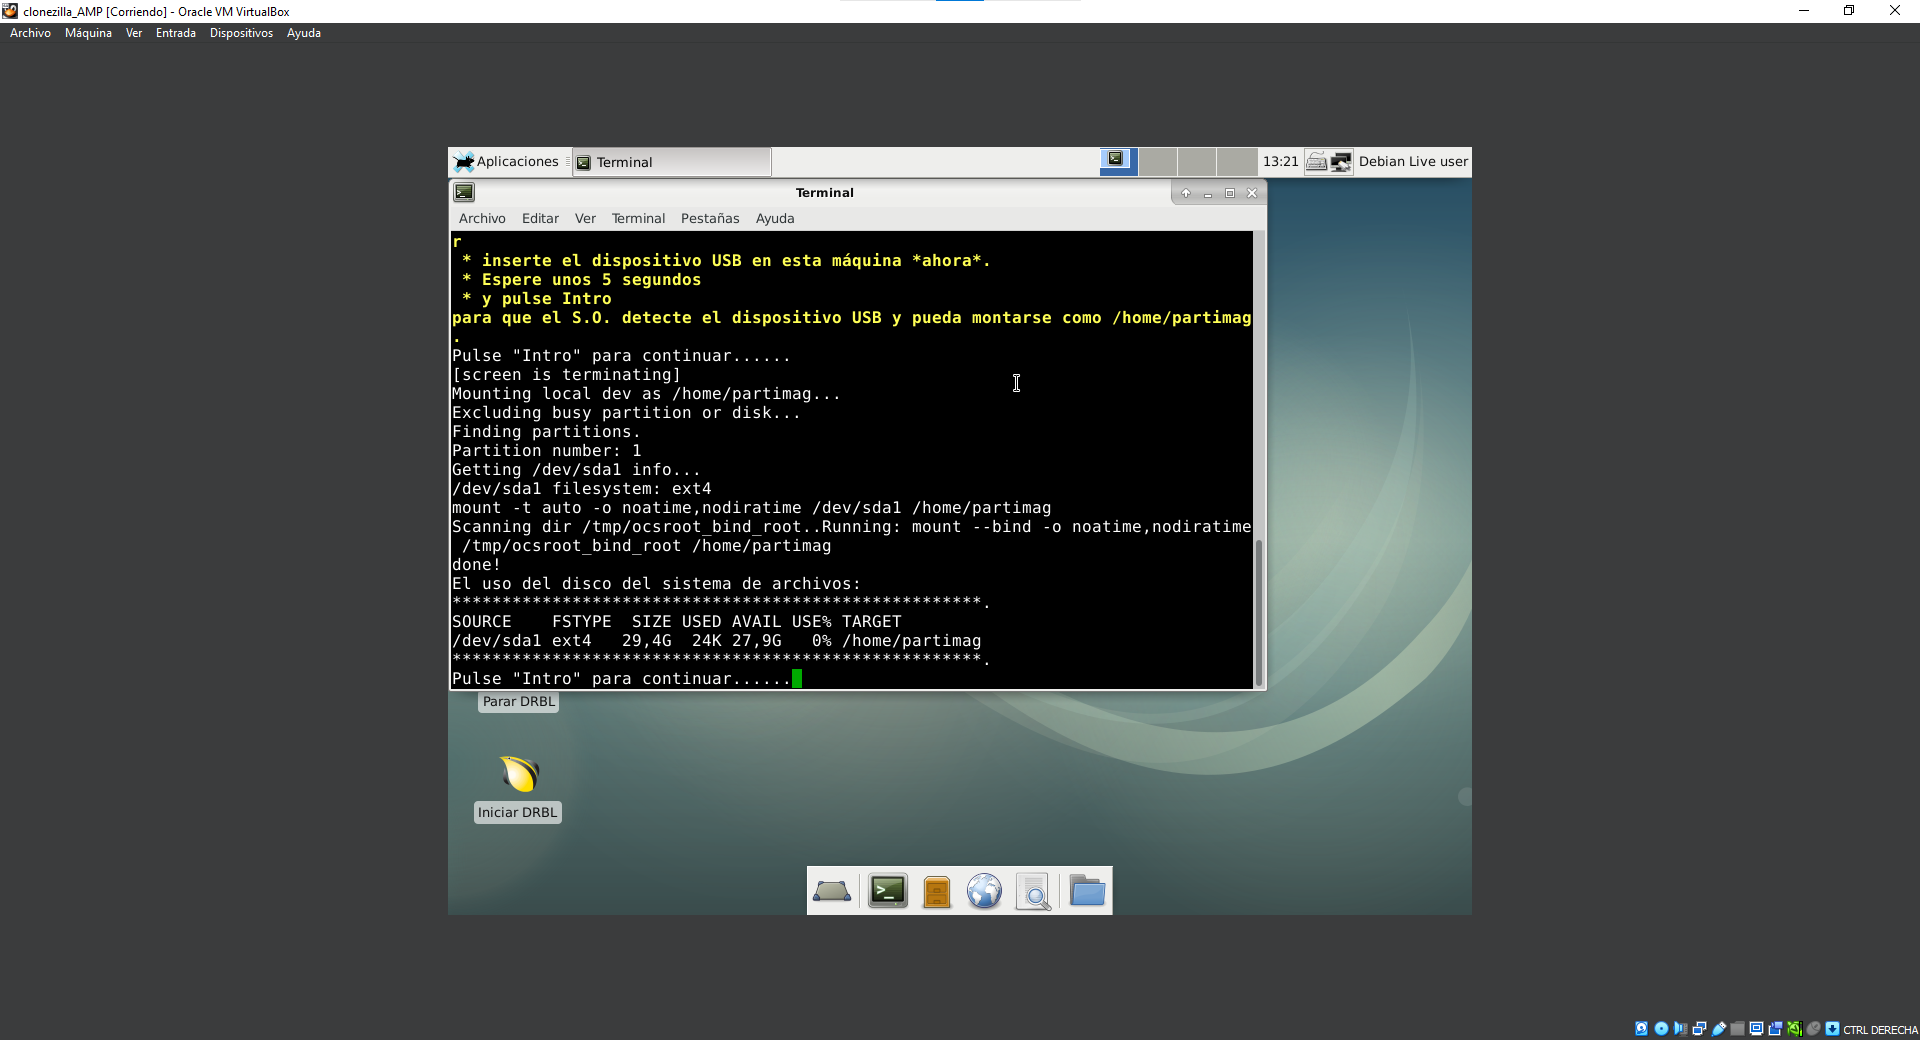 clonezilla_AMP [Corriendo] - Oracle VM VirtualBox
Archivo Máquina Ver Entrada Dispositivos Ayuda
Aplicaciones Terminal 13:21 Debian Live user
Terminal
Archivo Editar Ver Terminal Pestañas Ayuda
r
* inserte el dispositivo USB en esta máquina *ahora*.
* Espere unos 5 segundos
* y pulse Intro
para que el S.O. detecte el dispositivo USB y pueda montarse como /home/partimag
.
Pulse "Intro" para continuar......
[screen is terminating]
Mounting local dev as /home/partimag...
Excluding busy partition or disk...
Finding partitions.
Partition number: 1
Getting /dev/sda1 info...
/dev/sda1 filesystem: ext4
mount -t auto -o noatime,nodiratime /dev/sda1 /home/partimag
Scanning dir /tmp/ocsroot_bind_root..Running: mount --bind -o noatime,nodiratime
/tmp/ocsroot_bind_root /home/partimag
done!
El uso del disco del sistema de archivos:
*****************************************************.
SOURCE FSTYPE SIZE USED AVAIL USE% TARGET
/dev/sda1 ext4 29,4G 24K 27,9G 0% /home/partimag
*****************************************************.
Pulse "Intro" para continuar......
Parar DRBL
Iniciar DRBL
CTRL DERECHA